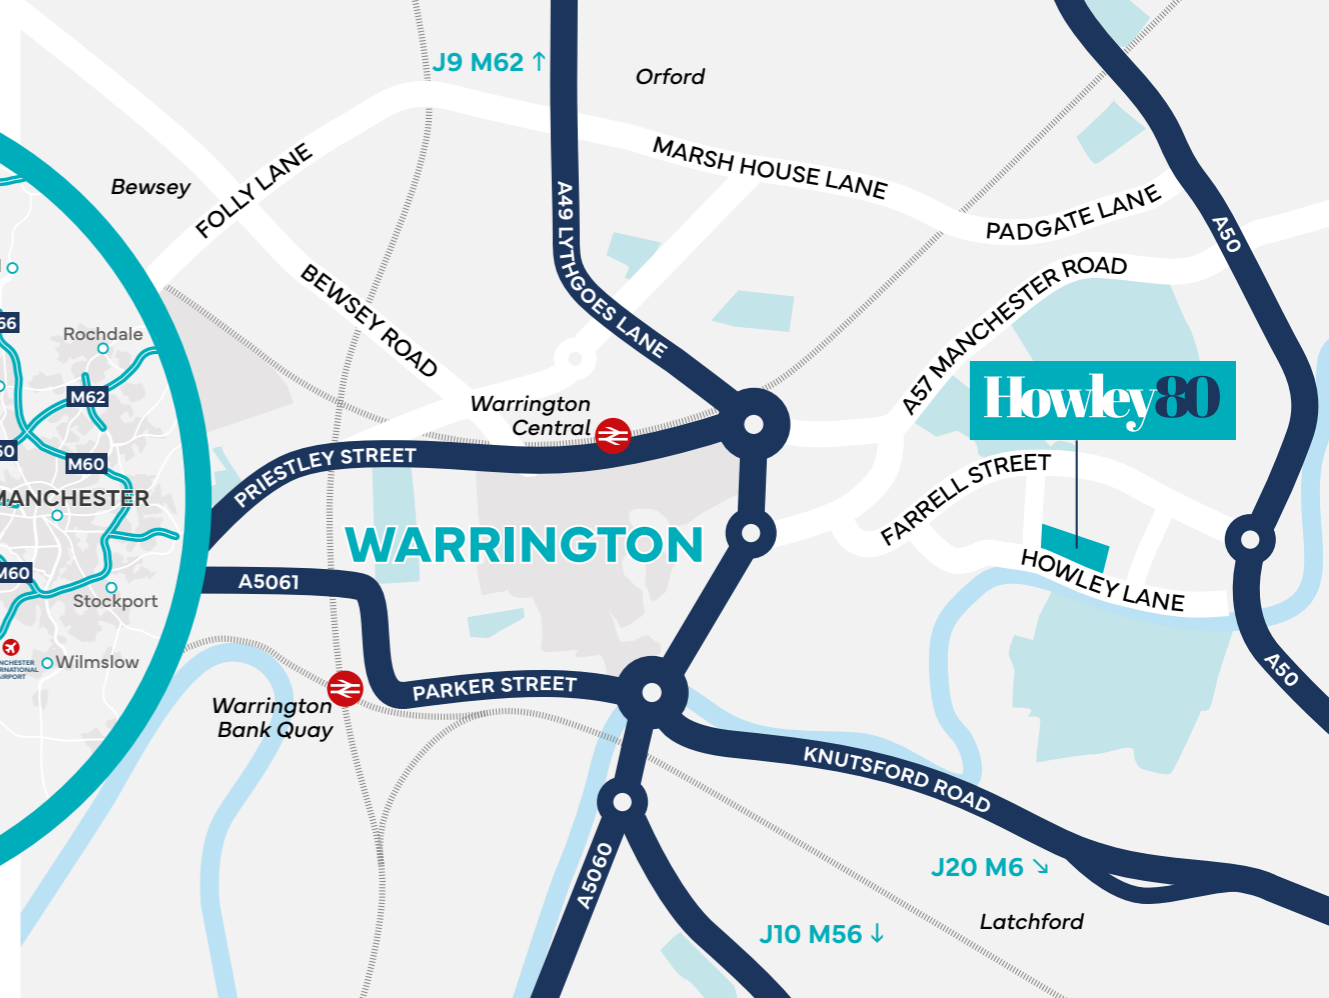 J9 M62 ↑
Orford
MARSH HOUSE LANE
FOLLY LANE
Bewsey
A49 LYTHGOES LANE
PADGATE LANE
A50
A57 MANCHESTER ROAD
BEWSEY ROAD
66
Rochdale
M62
Howley80
Warrington
Central
60
M60
PRIESTLEY STREET
FARRELL STREET
MANCHESTER
WARRINGTON
HOWLEY LANE
M60
A5061
Stockport
Wilmslow
PARKER STREET
A50
Warrington
Bank Quay
KNUTSFORD ROAD
A5060
J20 M6 ↘
Latchford
J10 M56 ↓